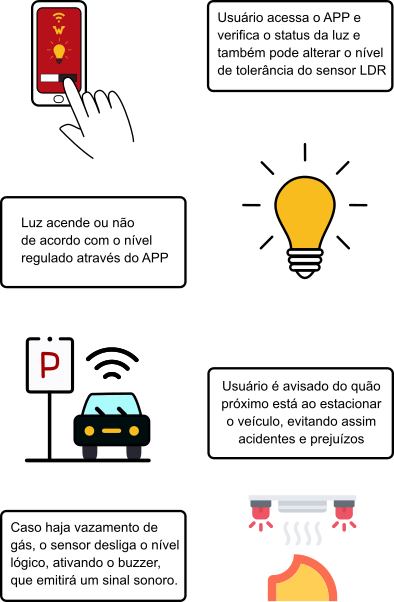 Usuário acessa o APP e
verifica o status da luz e
também pode alterar o nível
de tolerância do sensor LDR
Luz acende ou não
de acordo com o nível
regulado através do APP
P
Usuário é avisado do quão
próximo está ao estacionar
o veículo, evitando assim
acidentes e prejuízos
Caso haja vazamento de
gás, o sensor desliga o nível
lógico, ativando o buzzer,
que emitirá um sinal sonoro.